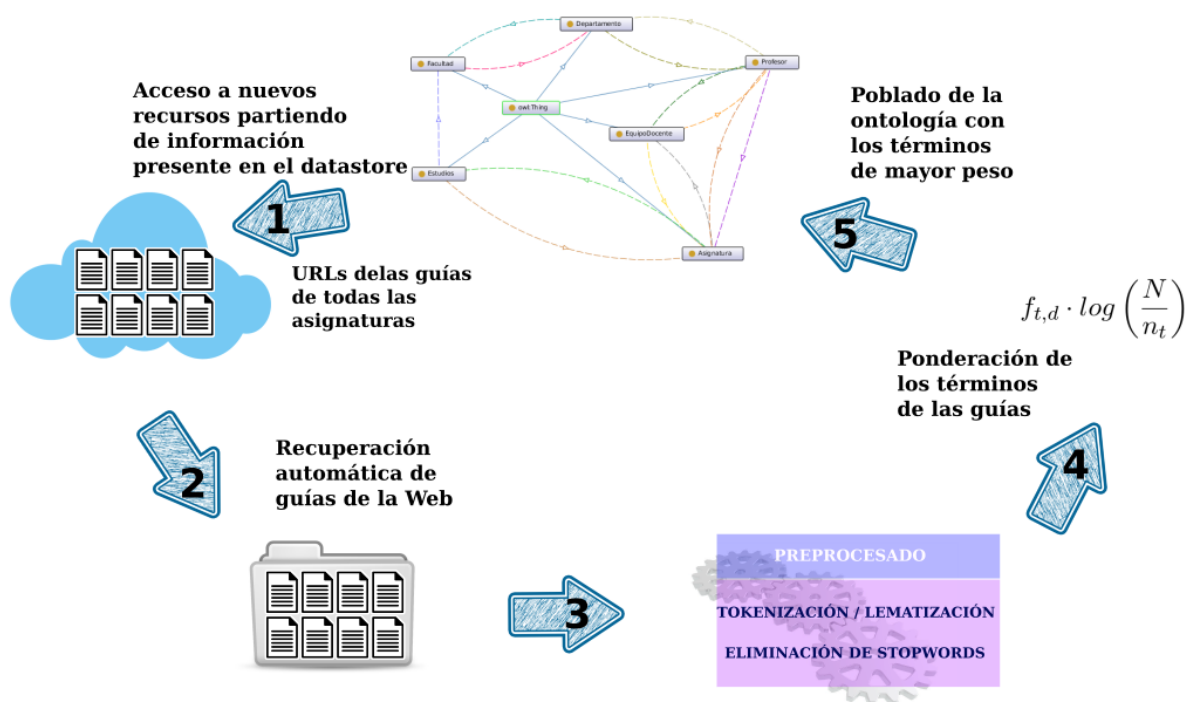 Departamento
Facultad
Profesor
owl:Thing
EquipoDocente
Estudios
Asignatura
Acceso a nuevos
recursos partiendo
de información
presente en el datastore
1
URLs delas guías
de todas las
asignaturas
2
Recuperación
automática de
guías de la Web
3
PREPROCESADO
TOKENIZACIÓN / LEMATIZACIÓN
ELIMINACIÓN DE STOPWORDS
4
Ponderación de
los términos
de las guías
f_{t,d} · log (N / n_t)
5
Poblado de la
ontología con
los términos
de mayor peso